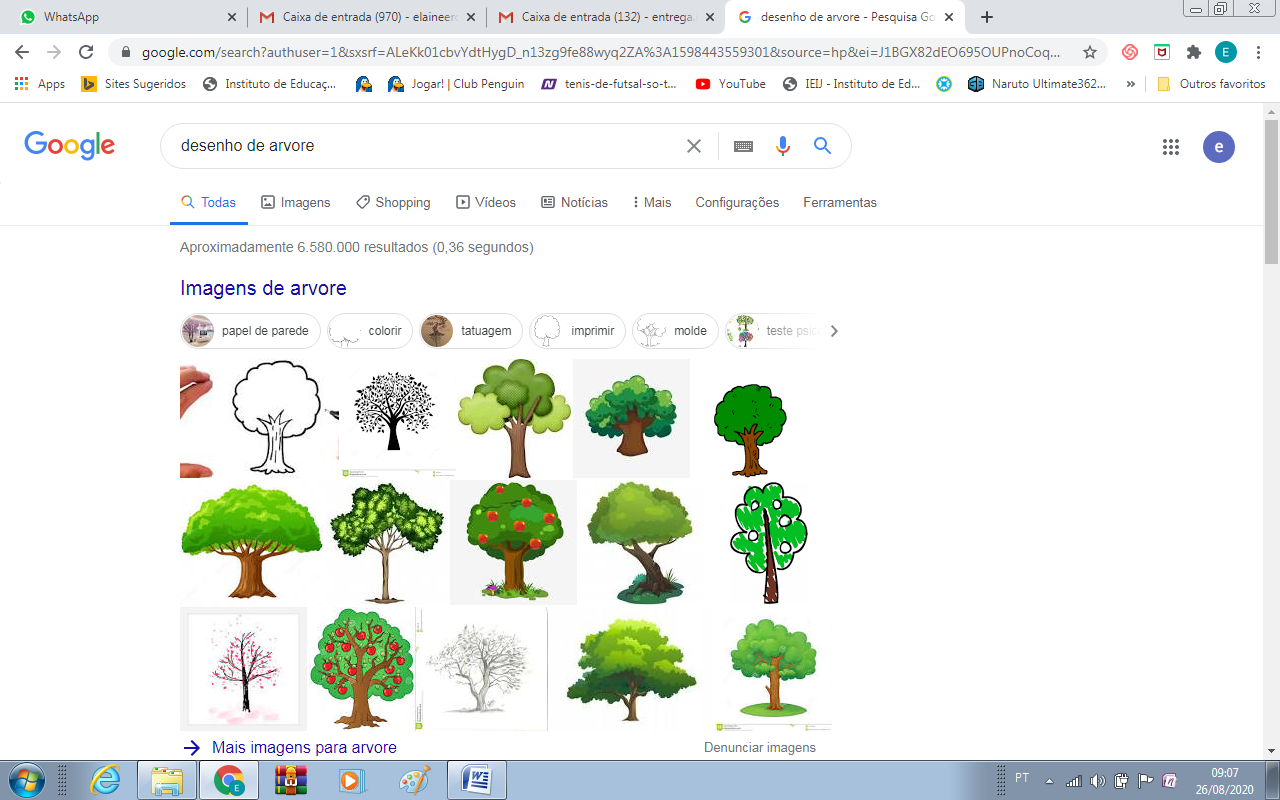 WhatsApp
Caixa de entrada (970) - elaineerc
Caixa de entrada (132) - entrega.
desenho de arvore - Pesquisa Go
google.com/search?authuser=1&sxsrf=ALeKk01cbvYdtHygD_n13zg9fe88wyq2ZA%3A1598443559301&source=hp&ei=J1BGX82dEO695OUPnoCoq...
E
Apps
Sites Sugeridos
Instituto de Educaç...
Jogar! | Club Penguin
tenis-de-futsal-so-t...
YouTube
IEIJ - Instituto de Ed...
Naruto Ultimate362...
»
Outros favoritos
Google
desenho de arvore
e
Todas
Imagens
Shopping
Vídeos
Notícias
Mais
Configurações
Ferramentas
Aproximadamente 6.580.000 resultados (0,36 segundos)
Imagens de arvore
papel de parede
colorir
tatuagem
imprimir
molde
teste psic
Mais imagens para arvore
Denunciar imagens
PT
09:07
26/08/2020